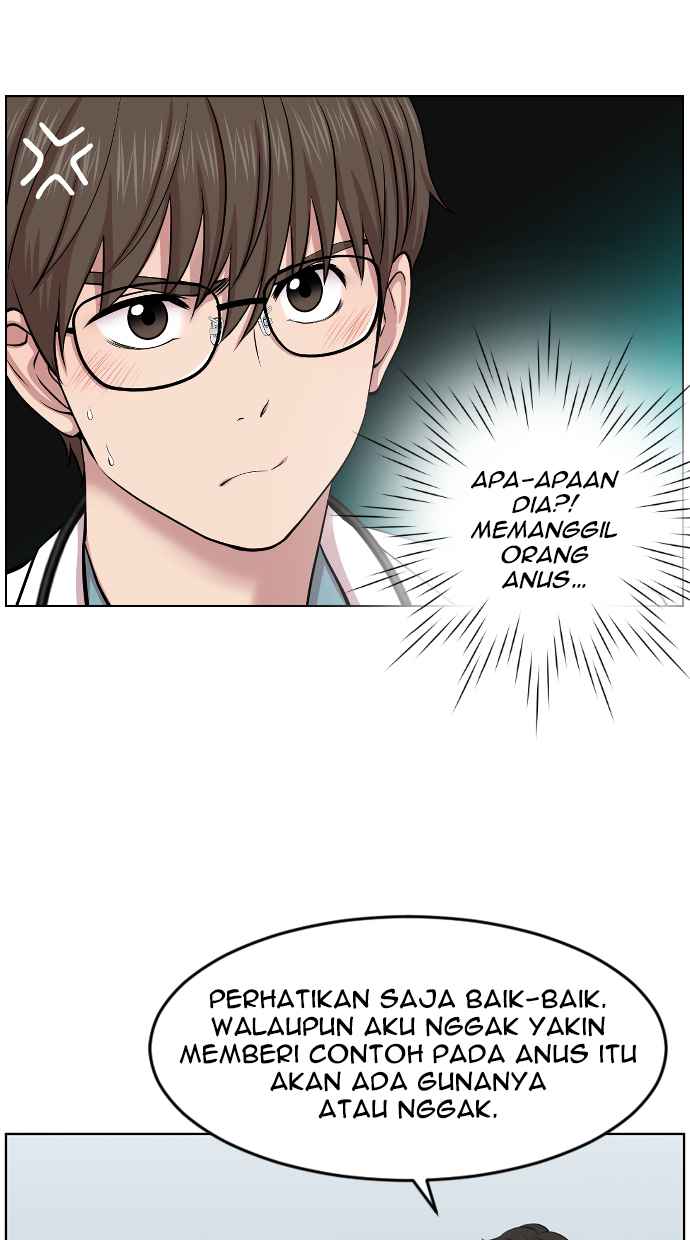 APA-APAAN
DIA?!
MEMANGGIL
ORANG
ANUS...
PERHATIKAN SAJA BAIK-BAIK.
WALAUPUN AKU NGGAK YAKIN
MEMBERI CONTOH PADA ANUS ITU
AKAN ADA GUNANYA
ATAU NGGAK.